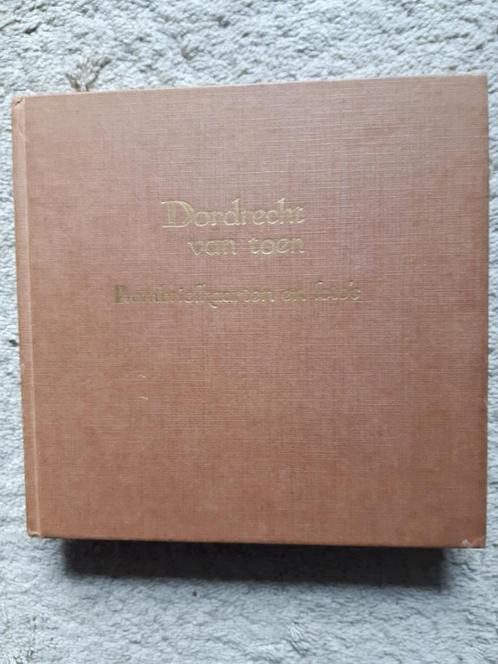 Dordrecht
van toen
Prentbriefkaarten en foto's